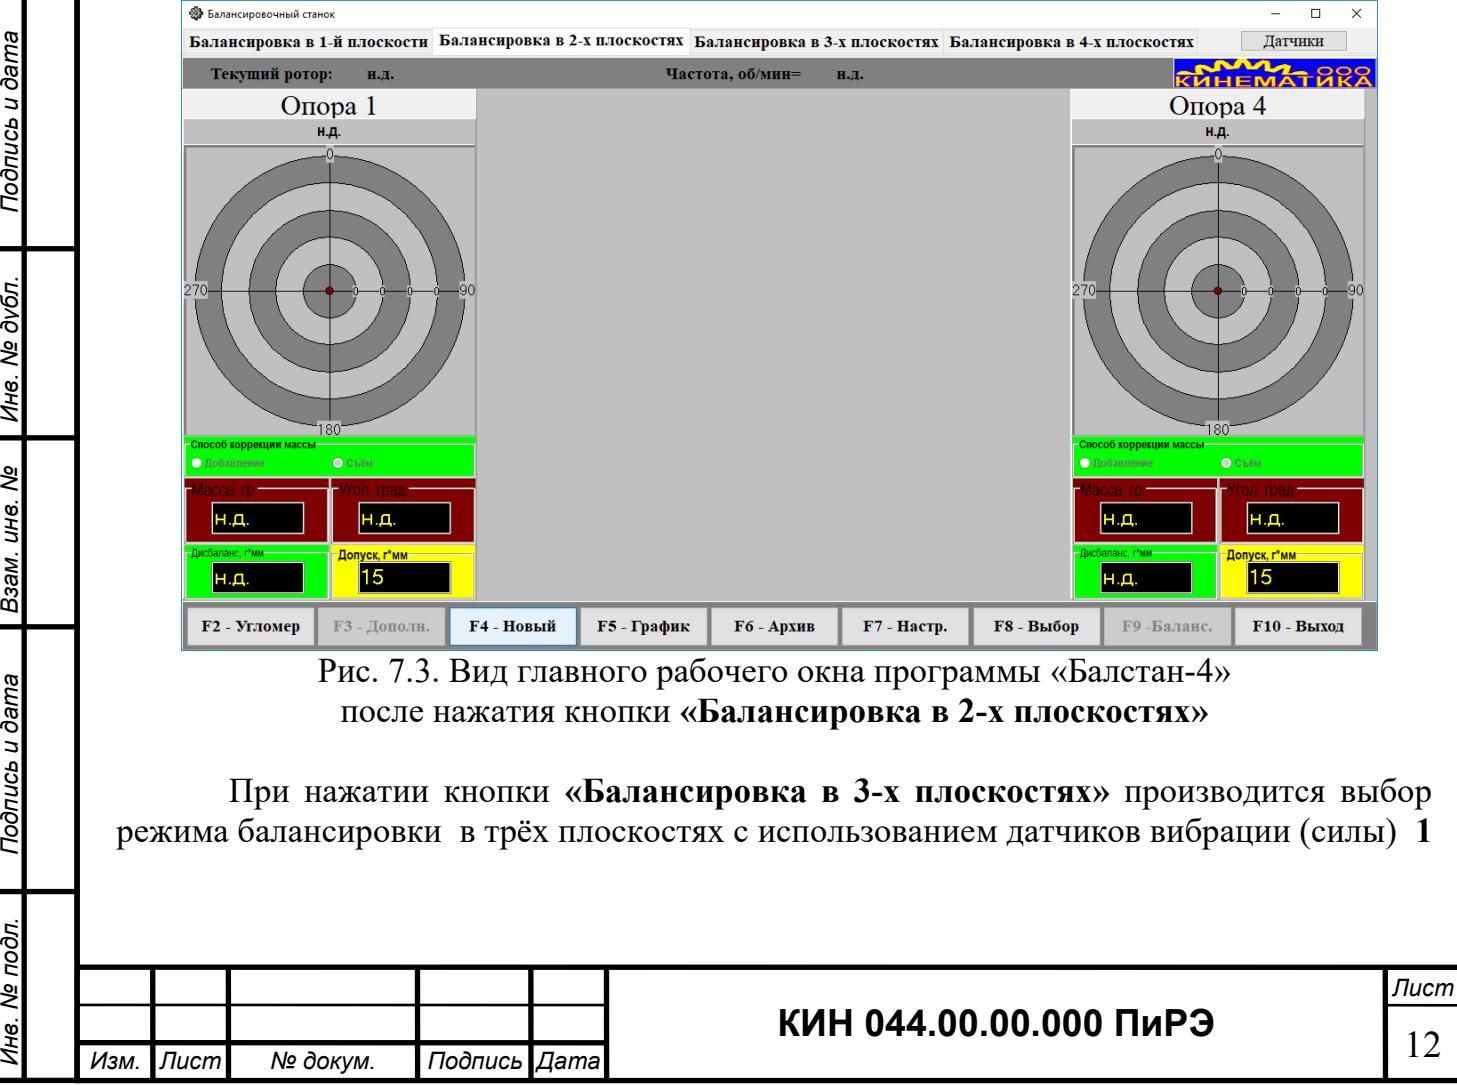 Балансировочный станок
Балансировка в 1-й плоскости Балансировка в 2-х плоскостях Балансировка в 3-х плоскостях Балансировка в 4-х плоскостях Датчики
Текущий ротор: н.д. Частота, об/мин= н.д. ООО
КИНЕМАТИКА
Опора 1
н.д.
0
270 0 0 0 0 90
180
Способ коррекции массы
Добавление Съём
Масса, гр. Угол, град.
н.д. н.д.
Дисбаланс, г*мм Допуск, г*мм
н.д. 15
Опора 4
н.д.
0
270 0 0 0 0 90
180
Способ коррекции массы
Добавление Съём
Масса, гр. Угол, град.
н.д. н.д.
Дисбаланс, г*мм Допуск, г*мм
н.д. 15
F2 - Угломер F3 - Дополн. F4 - Новый F5 - График F6 - Архив F7 - Настр. F8 - Выбор F9 -Баланс. F10 - Выход
Рис. 7.3. Вид главного рабочего окна программы «Балстан-4»
после нажатия кнопки «Балансировка в 2-х плоскостях»
При нажатии кнопки «Балансировка в 3-х плоскостях» производится выбор
режима балансировки в трёх плоскостях с использованием датчиков вибрации (силы) 1
Подпись и дата
Инв. № дубл.
Взам. инв. №
Подпись и дата
Инв. № подл.
Изм. Лист № докум. Подпись Дата
КИН 044.00.00.000 ПиРЭ
Лист
12